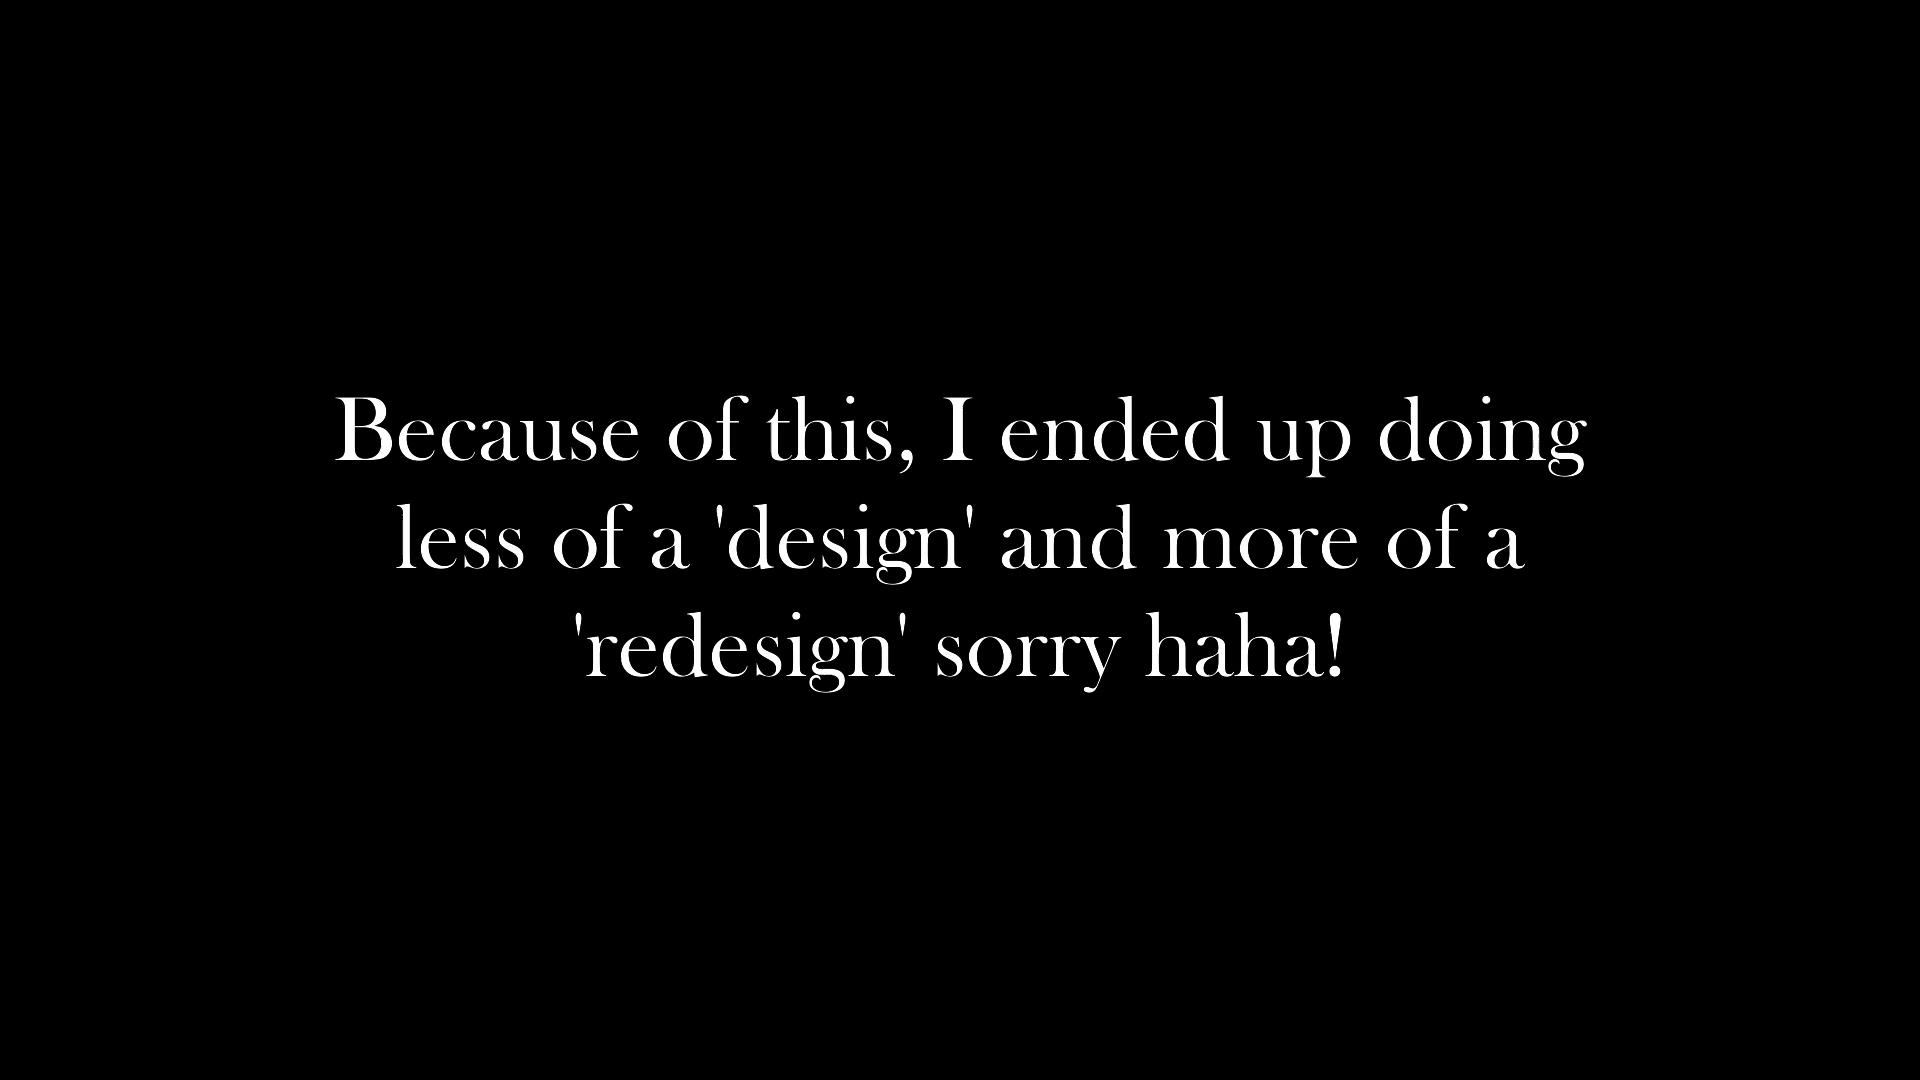 Because of this, I ended up doing
less of a 'design' and more of a
'redesign' sorry haha!